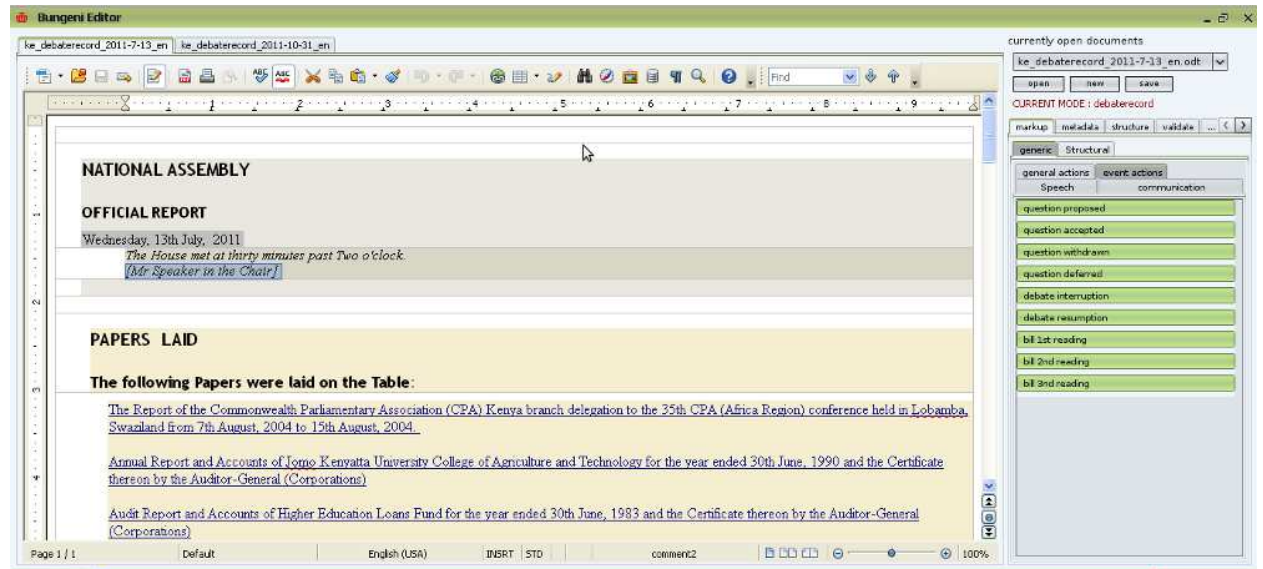 Bungeni Editor
ke_debaterecord_2011-7-13_en
ke_debaterecord_2011-10-31_en
Find
1 2 3 4 5 6 7 8 9
NATIONAL ASSEMBLY
OFFICIAL REPORT
Wednesday, 13th July, 2011
The House met at thirty minutes past Two o'clock.
[Mr Speaker in the Chair]
PAPERS LAID
The following Papers were laid on the Table:
The Report of the Commonwealth Parliamentary Association (CPA) Kenya branch delegation to the 35th CPA (Africa Region) conference held in Lobamba,
Swaziland from 7th August, 2004 to 15th August, 2004.
Annual Report and Accounts of Jomo Kenyatta University College of Agriculture and Technology for the year ended 30th June, 1990 and the Certificate
thereon by the Auditor-General (Corporations)
Audit Report and Accounts of Higher Education Loans Fund for the year ended 30th June, 1983 and the Certificate thereon by the Auditor-General
(Corporations)
Page 1 / 1 Default English (USA) INSRT STD comment2 100%
currently open documents
ke_debaterecord_2011-7-13_en.odt
open new save
CURRENT MODE : debaterecord
markup metadata structure validate ...
generic Structural
general actions event actions
Speech communication
question proposed
question accepted
question withdrawn
question deferred
debate interruption
debate resumption
bill 1st reading
bill 2nd reading
bill 3rd reading